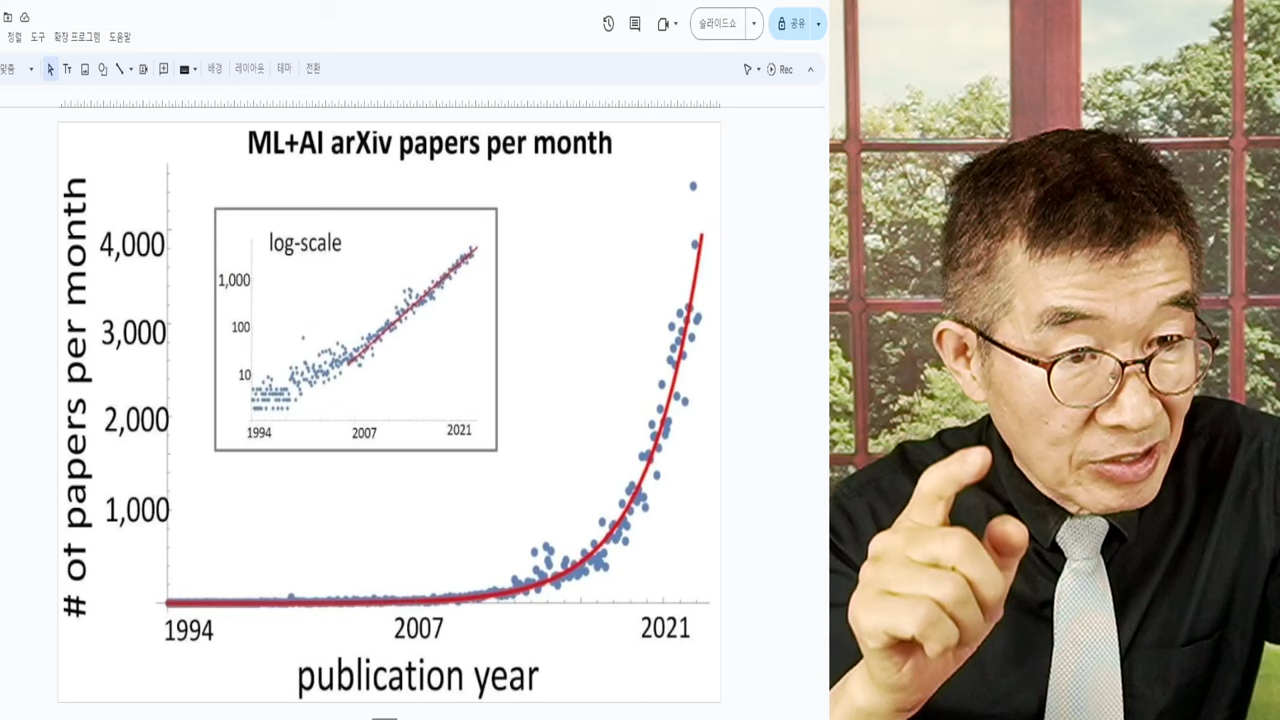 정렬 도구 확장 프로그램 도움말
슬라이드쇼
공유
맞춤
배경 레이아웃 테마 전환
Rec
ML+AI arXiv papers per month
# of papers per month
4,000
3,000
2,000
1,000
log-scale
1,000
100
10
1994 2007 2021
1994 2007 2021
publication year